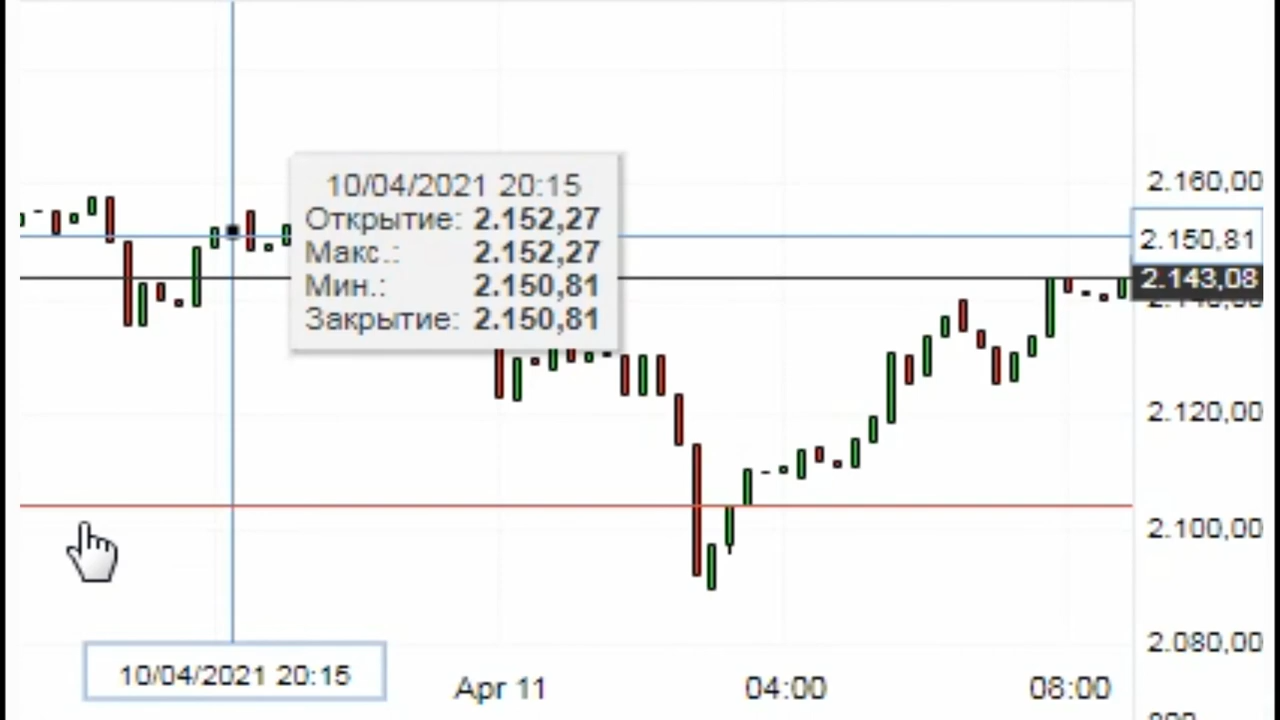 10/04/2021 20:15
Открытие: 2.152,27
Макс.: 2.152,27
Мин.: 2.150,81
Закрытие: 2.150,81
2.160,00
2.150,81
2.143,08
2.120,00
2.100,00
2.080,00
10/04/2021 20:15
Apr 11
04:00
08:00